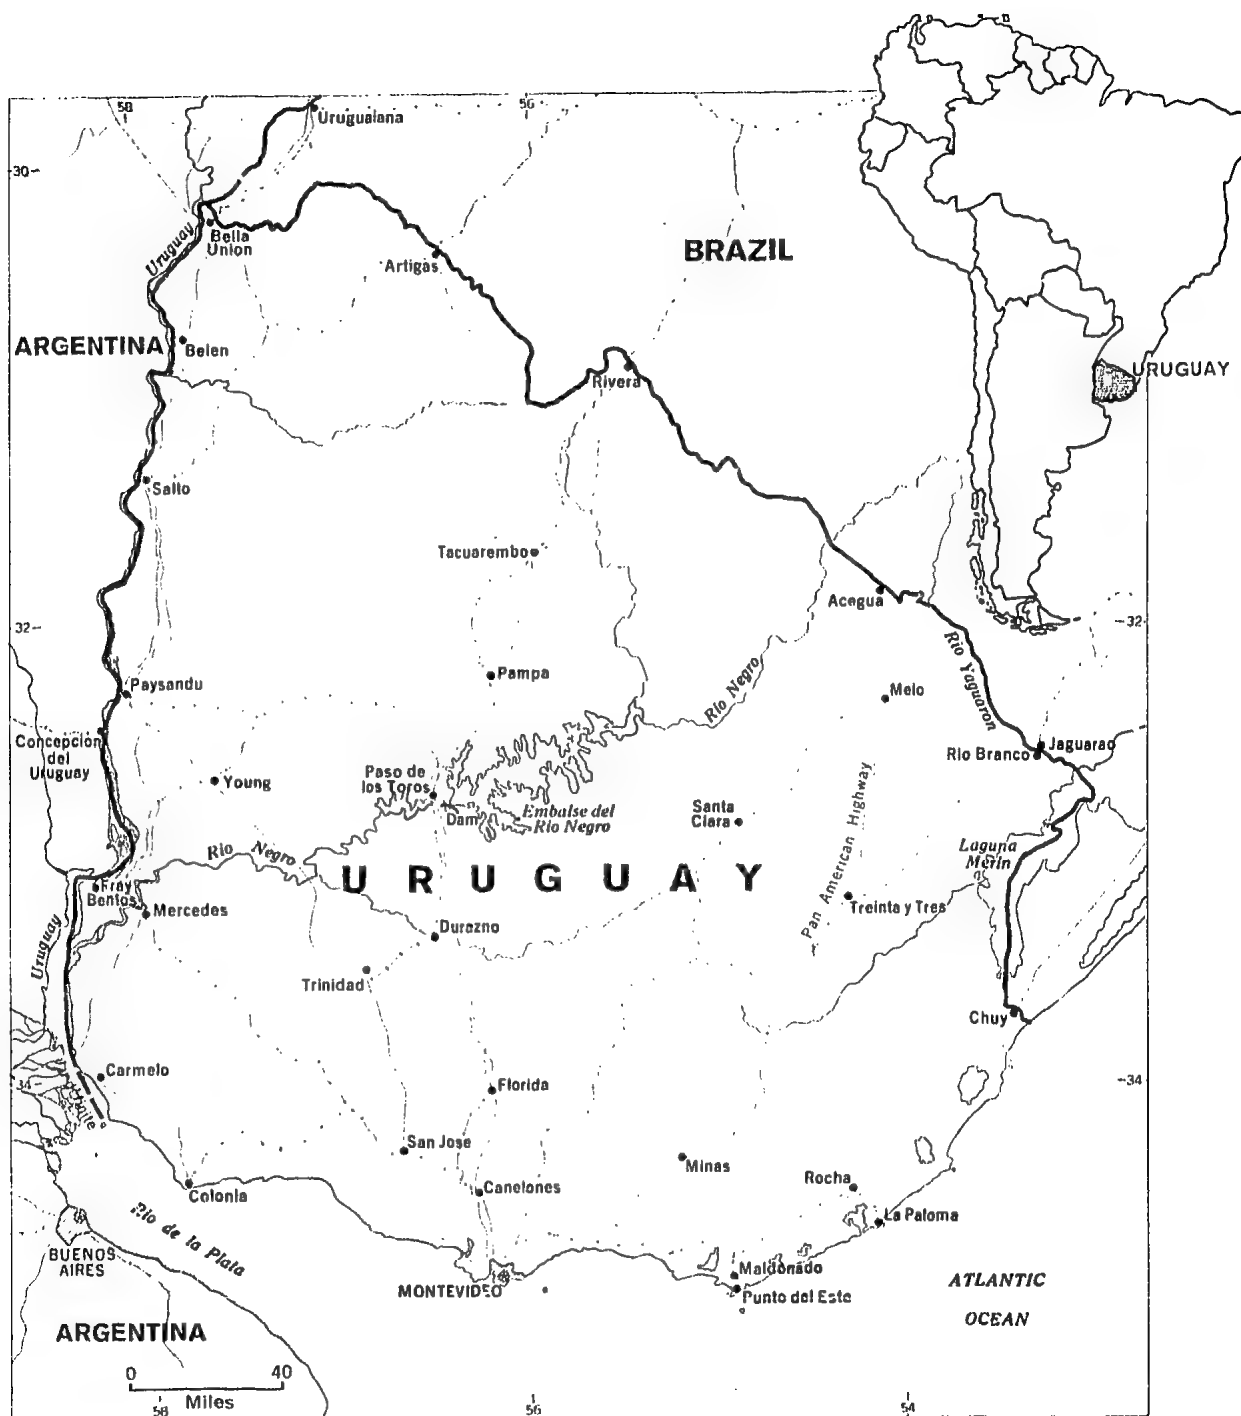 58
56
Urugualana
30
Uruguay
Bella
Union
Artigas
BRAZIL
ARGENTINA
Belen
Rivera
URUGUAY
Salto
Tacuarembo
Acegua
32
32
Rio Yaguaron
Pampa
Rio Negro
Melo
Paysandu
Concepción
del
Uruguay
Jaguarao
Rio Branco
Young
Paso de
los Toros
Dam
Embalse del
Rio Negro
Santa
Clara
Pan American Highway
Laguna
Merin
Rio Negro
URUGUAY
Fray
Bentos
Mercedes
Treinta y Tres
Uruguay
Durazno
Trinidad
Chuy
Carmelo
34
34
Florida
San Jose
Minas
Rocha
Colonia
Canelones
La Paloma
Rio de la Plata
BUENOS
AIRES
MONTEVIDEO
Maldonado
Punto del Este
ATLANTIC
OCEAN
ARGENTINA
0 40
Miles
58
56
54